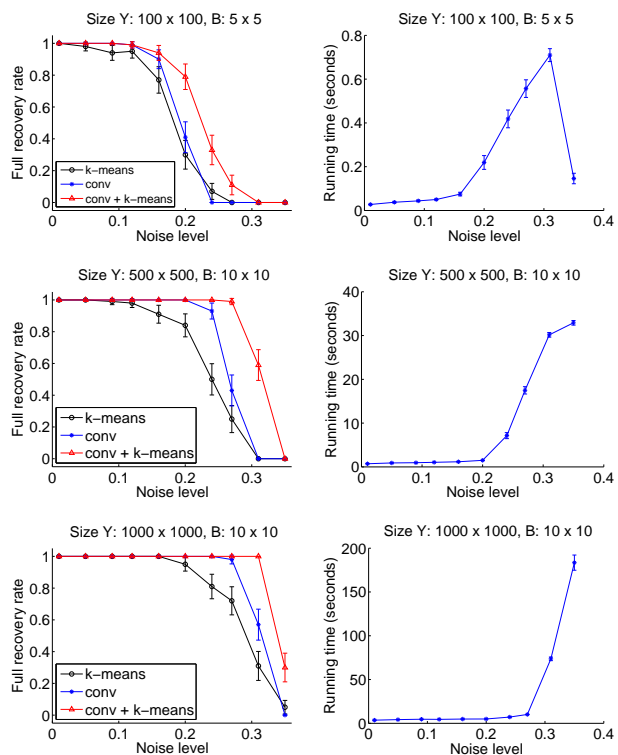 Size Y: 100 x 100, B: 5 x 5
Full recovery rate
1
0.8
0.6
0.4
0.2
0
k−means
conv
conv + k−means
0
0.1
0.2
0.3
Noise level
Size Y: 100 x 100, B: 5 x 5
Running time (seconds)
0.8
0.6
0.4
0.2
0
0
0.1
0.2
0.3
0.4
Noise level
Size Y: 500 x 500, B: 10 x 10
Full recovery rate
1
0.8
0.6
0.4
0.2
0
k−means
conv
conv + k−means
0
0.1
0.2
0.3
Noise level
Size Y: 500 x 500, B: 10 x 10
Running time (seconds)
40
30
20
10
0
0
0.1
0.2
0.3
0.4
Noise level
Size Y: 1000 x 1000, B: 10 x 10
Full recovery rate
1
0.8
0.6
0.4
0.2
0
k−means
conv
conv + k−means
0
0.1
0.2
0.3
Noise level
Size Y: 1000 x 1000, B: 10 x 10
Running time (seconds)
200
150
100
50
0
0
0.1
0.2
0.3
0.4
Noise level